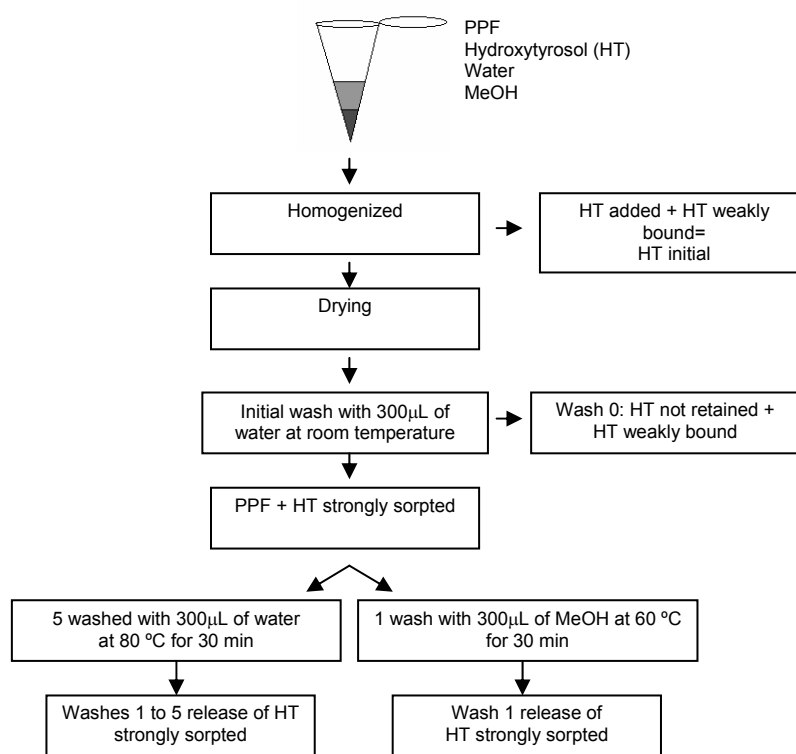 PPF
Hydroxytyrosol (HT)
Water
MeOH
Homogenized
HT added + HT weakly
bound=
HT initial
Drying
Initial wash with 300μL of
water at room temperature
Wash 0: HT not retained +
HT weakly bound
PPF + HT strongly sorpted
5 washed with 300μL of water
at 80 ºC for 30 min
1 wash with 300μL of MeOH at 60 ºC
for 30 min
Washes 1 to 5 release of HT
strongly sorpted
Wash 1 release of
HT strongly sorpted